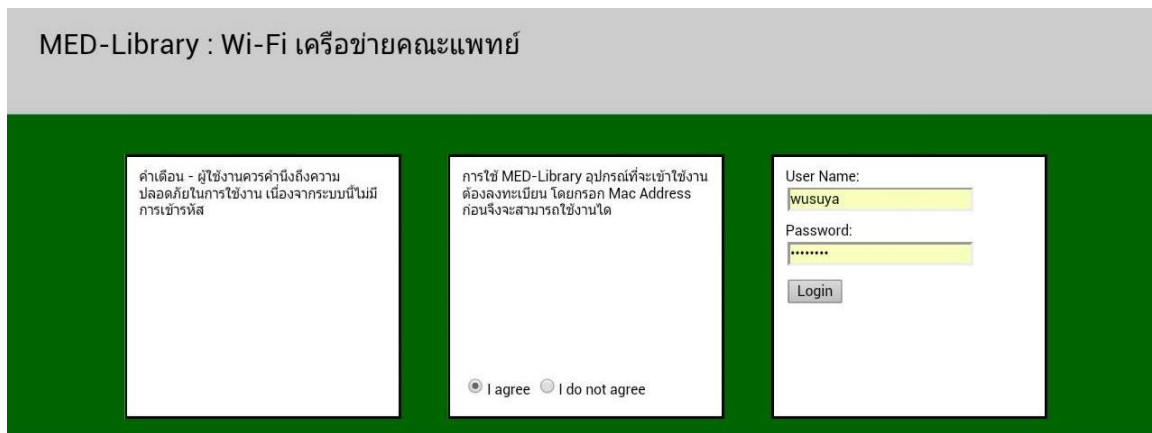 MED-Library : Wi-Fi เครือข่ายคณะแพทย์
คำเตือน - ผู้ใช้งานควรคำนึงถึงความ
ปลอดภัยในการใช้งาน เนื่องจากระบบนี้ไม่มี
การเข้ารหัส
การใช้ MED-Library อุปกรณ์ที่จะเข้าใช้งาน
ต้องลงทะเบียน โดยกรอก Mac Address
ก่อนจึงจะสามารถใช้งานได
I agree I do not agree
User Name:
wusuya
Password:
••••••••
Login